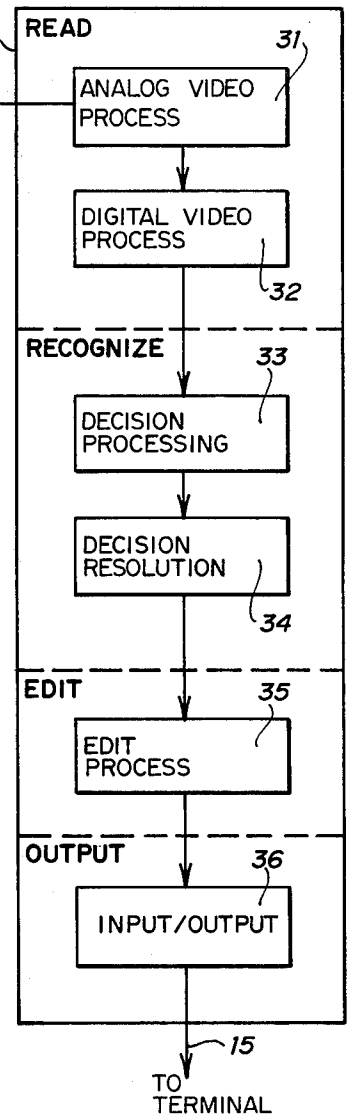 READ
31
ANALOG VIDEO
PROCESS
DIGITAL VIDEO
PROCESS
32
RECOGNIZE
33
DECISION
PROCESSING
DECISION
RESOLUTION
34
EDIT
35
EDIT
PROCESS
OUTPUT
36
INPUT/OUTPUT
15
TO
TERMINAL